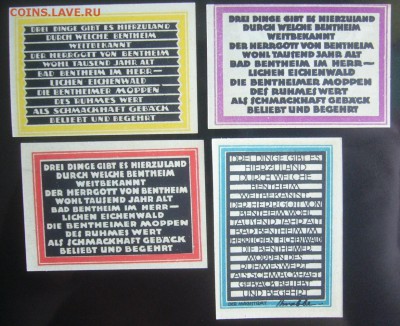 COINS.LAVE.RU
DREI DINGE GIBT ES HIERZULAND
DURCH WELCHE BENTHEIM
WEITBEKANNT
DER HERRGOTT VON BENTHEIM
WOHL TAUSEND JAHR ALT
BAD BENTHEIM IM HERR-
LICHEN EICHENWALD
DIE BENTHEIMER MOPPEN
DES RUHMES WERT
ALS SCHMACKHAFT GEBÄCK
BELIEBT UND BEGEHRT
DREI DINGE GIBT ES HIERZULAND
DURCH WELCHE BENTHEIM
WEITBEKANNT
DER HERRGOTT VON BENTHEIM
WOHL TAUSEND JAHR ALT
BAD BENTHEIM IM HERR-
LICHEN EICHENWALD
DIE BENTHEIMER MOPPEN
DES RUHMES WERT
ALS SCHMACKHAFT GEBÄCK
BELIEBT UND BEGEHRT
DREI DINGE GIBT ES HIERZULAND
DURCH WELCHE BENTHEIM
WEITBEKANNT
DER HERRGOTT VON BENTHEIM
WOHL TAUSEND JAHR ALT
BAD BENTHEIM IM HERR-
LICHEN EICHENWALD
DIE BENTHEIMER MOPPEN
DES RUHMES WERT
ALS SCHMACKHAFT GEBÄCK
BELIEBT UND BEGEHRT
DREI DINGE GIBT ES
HIERZULAND
DURCH WELCHE
BENTHEIM
WEITBEKANNT
DER HERRGOTT VON
BENTHEIM WOHL
TAUSEND JAHR ALT
BAD BENTHEIM IM
HERRLICHEN EICHENWALD
DIE BENTHEIMER
MOPPEN DES
RUHMES WERT
ALS SCHMACKHAFT
GEBÄCK BELIEBT
UND BEGEHRT